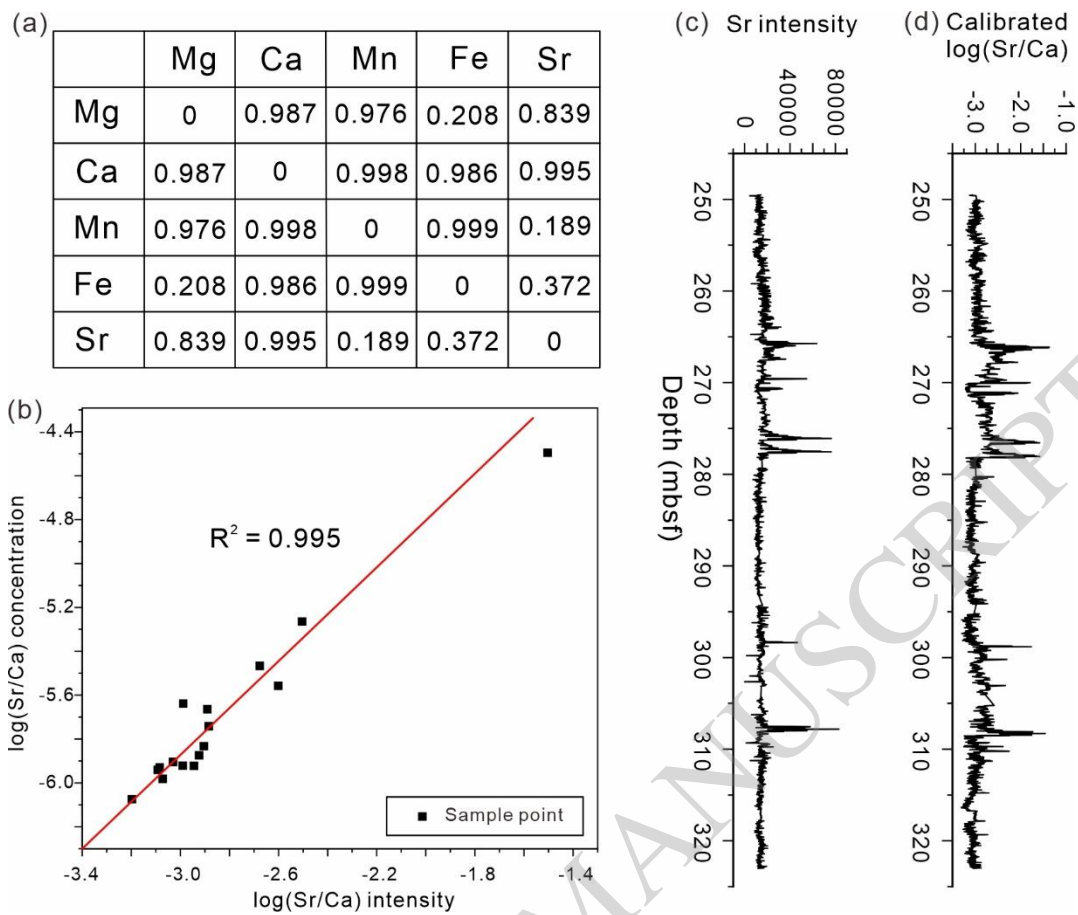 (a)
Mg Ca Mn Fe Sr
Mg 0 0.987 0.976 0.208 0.839
Ca 0.987 0 0.998 0.986 0.995
Mn 0.976 0.998 0 0.999 0.189
Fe 0.208 0.986 0.999 0 0.372
Sr 0.839 0.995 0.189 0.372 0
(b)
log(Sr/Ca) concentration
-4.4
-4.8
-5.2
-5.6
-6.0
R² = 0.995
Sample point
-3.4 -3.0 -2.6 -2.2 -1.8 -1.4
log(Sr/Ca) intensity
(c) Sr intensity
0 40000 80000
Depth (mbsf)
250
260
270
280
290
300
310
320
(d) Calibrated
log(Sr/Ca)
-3.0 -2.0 -1.0
250
260
270
280
290
300
310
320
MANUSCRIPT